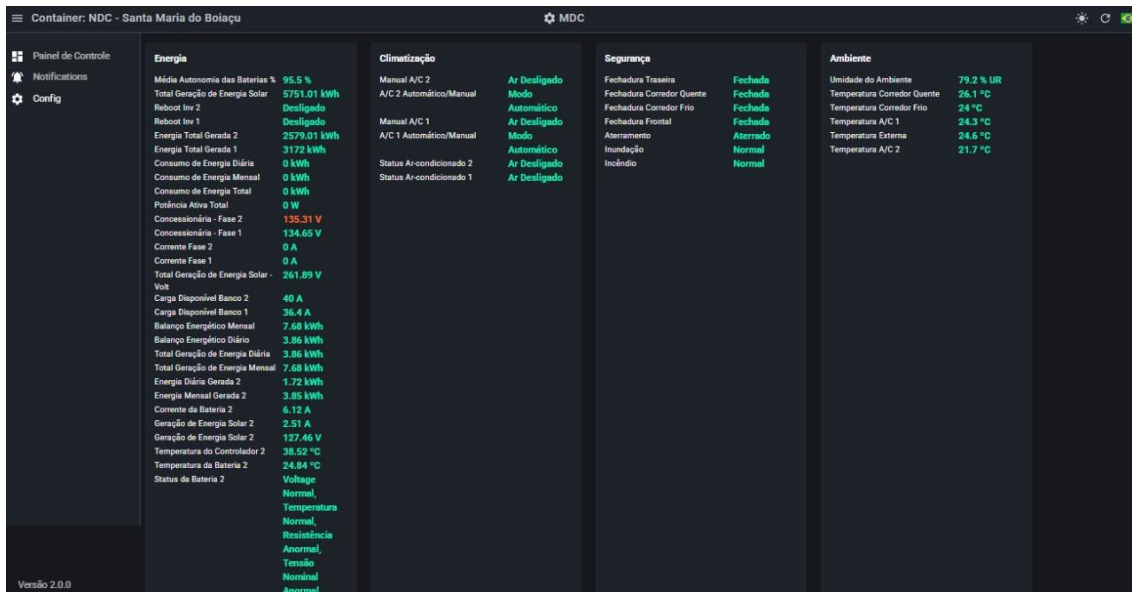 Container: NDC - Santa Maria do Boiaçu
MDC
Painel de Controle
Notifications
Config
Versão 2.0.0
Energia
Média Autonomia das Baterias % 95.5 %
Total Geração de Energia Solar 5751.01 kWh
Reboot Inv 2 Desligado
Reboot Inv 1 Desligado
Energia Total Gerada 2 2579.01 kWh
Energia Total Gerada 1 3172 kWh
Consumo de Energia Diária 0 kWh
Consumo de Energia Mensal 0 kWh
Consumo de Energia Total 0 kWh
Potência Ativa Total 0 W
Concessionária - Fase 2 135.31 V
Concessionária - Fase 1 134.65 V
Corrente Fase 2 0 A
Corrente Fase 1 0 A
Total Geração de Energia Solar - 261.89 V
Volt
Carga Disponível Banco 2 40 A
Carga Disponível Banco 1 36.4 A
Balanço Energético Mensal 7.68 kWh
Balanço Energético Diário 3.86 kWh
Total Geração de Energia Diária 3.86 kWh
Total Geração de Energia Mensal 7.68 kWh
Energia Diária Gerada 2 1.72 kWh
Energia Mensal Gerada 2 3.85 kWh
Corrente da Bateria 2 6.12 A
Geração de Energia Solar 2 2.51 A
Geração de Energia Solar 2 127.46 V
Temperatura do Controlador 2 38.52 ºC
Temperatura da Bateria 2 24.84 ºC
Status da Bateria 2 Voltage
Normal,
Temperatura
Normal,
Resistência
Anormal,
Tensão
Nominal
Anormal
Climatização
Manual A/C 2 Ar Desligado
A/C 2 Automático/Manual Modo
Automático
Manual A/C 1 Ar Desligado
A/C 1 Automático/Manual Modo
Automático
Status Ar-condicionado 2 Ar Desligado
Status Ar-condicionado 1 Ar Desligado
Segurança
Fechadura Traseira Fechada
Fechadura Corredor Quente Fechada
Fechadura Corredor Frio Fechada
Fechadura Frontal Fechada
Aterramento Aterrado
Inundação Normal
Incêndio Normal
Ambiente
Umidade do Ambiente 79.2 % UR
Temperatura Corredor Quente 26.1 ºC
Temperatura Corredor Frio 24 ºC
Temperatura A/C 1 24.3 ºC
Temperatura Externa 24.6 ºC
Temperatura A/C 2 21.7 ºC